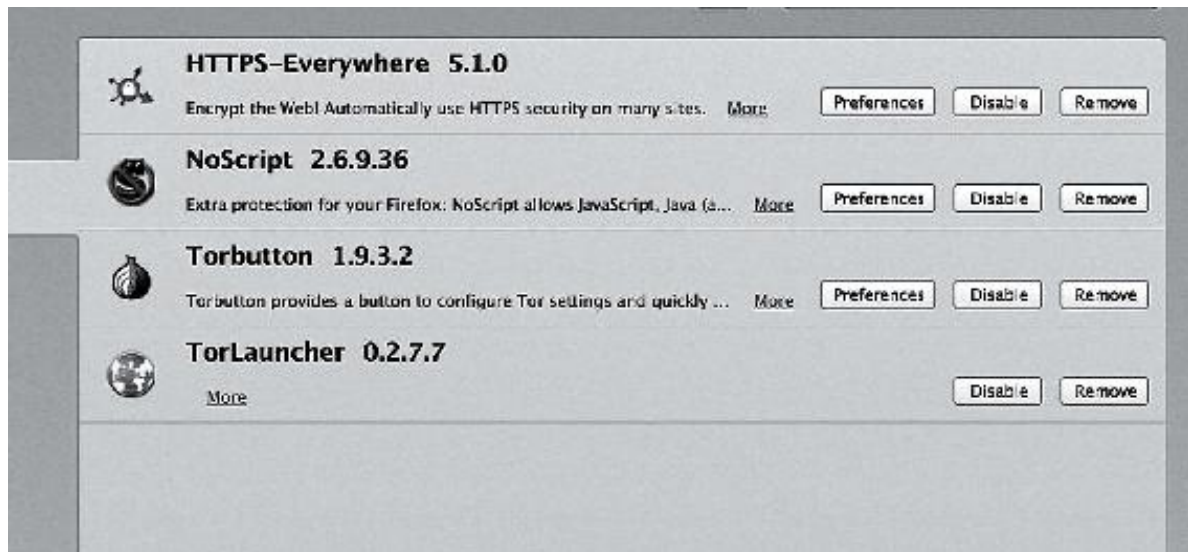 HTTPS-Everywhere 5.1.0
Encrypt the Web! Automatically use HTTPS security on many sites. More
Preferences Disable Remove
NoScript 2.6.9.36
Extra protection for your Firefox: NoScript allows JavaScript, Java (a... More
Preferences Disable Remove
Torbutton 1.9.3.2
Torbutton provides a button to configure Tor settings and quickly ... More
Preferences Disable Remove
TorLauncher 0.2.7.7
More
Disable Remove